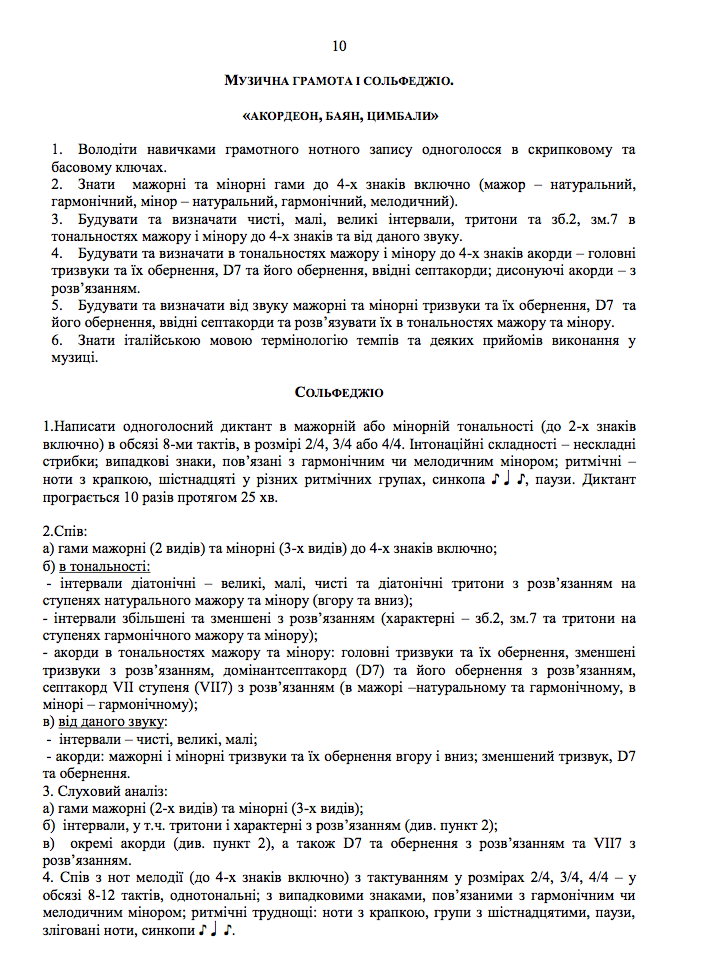 10
МУЗИЧНА ГРАМОТА І СОЛЬФЕДЖІО.
«АКОРДЕОН, БАЯН, ЦИМБАЛИ»
1. Володіти навичками грамотного нотного запису одноголосся в скрипковому та
басовому ключах.
2. Знати мажорні та мінорні гами до 4-х знаків включно (мажор – натуральний,
гармонічний, мінор – натуральний, гармонічний, мелодичний).
3. Будувати та визначати чисті, малі, великі інтервали, тритони та зб.2, зм.7 в
тональностях мажору і мінору до 4-х знаків та від даного звуку.
4. Будувати та визначати в тональностях мажору і мінору до 4-х знаків акорди – головні
тризвуки та їх обернення, D7 та його обернення, ввідні септакорди; дисонуючі акорди – з
розв’язанням.
5. Будувати та визначати від звуку мажорні та мінорні тризвуки та їх обернення, D7 та
його обернення, ввідні септакорди та розв’язувати їх в тональностях мажору та мінору.
6. Знати італійською мовою термінологію темпів та деяких прийомів виконання у
музиці.
СОЛЬФЕДЖІО
1.Написати одноголосний диктант в мажорній або мінорній тональності (до 2-х знаків
включно) в обсязі 8-ми тактів, в розмірі 2/4, 3/4 або 4/4. Інтонаційні складності – нескладні
стрибки; випадкові знаки, пов’язані з гармонічним чи мелодичним мінором; ритмічні –
ноти з крапкою, шістнадцяті у різних ритмічних групах, синкопа ♪ ♩ ♪, паузи. Диктант
програється 10 разів протягом 25 хв.
2.Спів:
а) гами мажорні (2 видів) та мінорні (3-х видів) до 4-х знаків включно;
б) в тональності:
- інтервали діатонічні – великі, малі, чисті та діатонічні тритони з розв’язанням на
ступенях натурального мажору та мінору (вгору та вниз);
- інтервали збільшені та зменшені з розв’язанням (характерні – зб.2, зм.7 та тритони на
ступенях гармонічного мажору та мінору);
- акорди в тональностях мажору та мінору: головні тризвуки та їх обернення, зменшені
тризвуки з розв’язанням, домінантсептакорд (D7) та його обернення з розв’язанням,
септакорд VII ступеня (VII7) з розв’язанням (в мажорі –натуральному та гармонічному, в
мінорі – гармонічному);
в) від даного звуку:
- інтервали – чисті, великі, малі;
- акорди: мажорні і мінорні тризвуки та їх обернення вгору і вниз; зменшений тризвук, D7
та обернення.
3. Слуховий аналіз:
а) гами мажорні (2-х видів) та мінорні (3-х видів);
б) інтервали, у т.ч. тритони і характерні з розв’язанням (див. пункт 2);
в) окремі акорди (див. пункт 2), а також D7 та обернення з розв’язанням та VII7 з
розв’язанням.
4. Спів з нот мелодії (до 4-х знаків включно) з тактуванням у розмірах 2/4, 3/4, 4/4 – у
обсязі 8-12 тактів, однотональні; з випадковими знаками, пов’язаними з гармонічним чи
мелодичним мінором; ритмічні труднощі: ноти з крапкою, групи з шістнадцятими, паузи,
зліговані ноти, синкопи ♪ ♩ ♪.